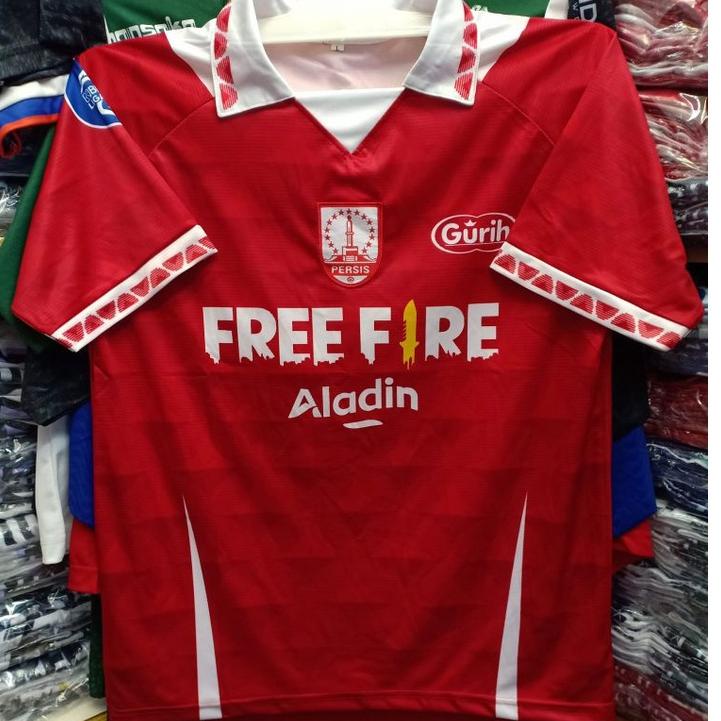 PERSIS
Gurih
FREE FIRE
Aladin